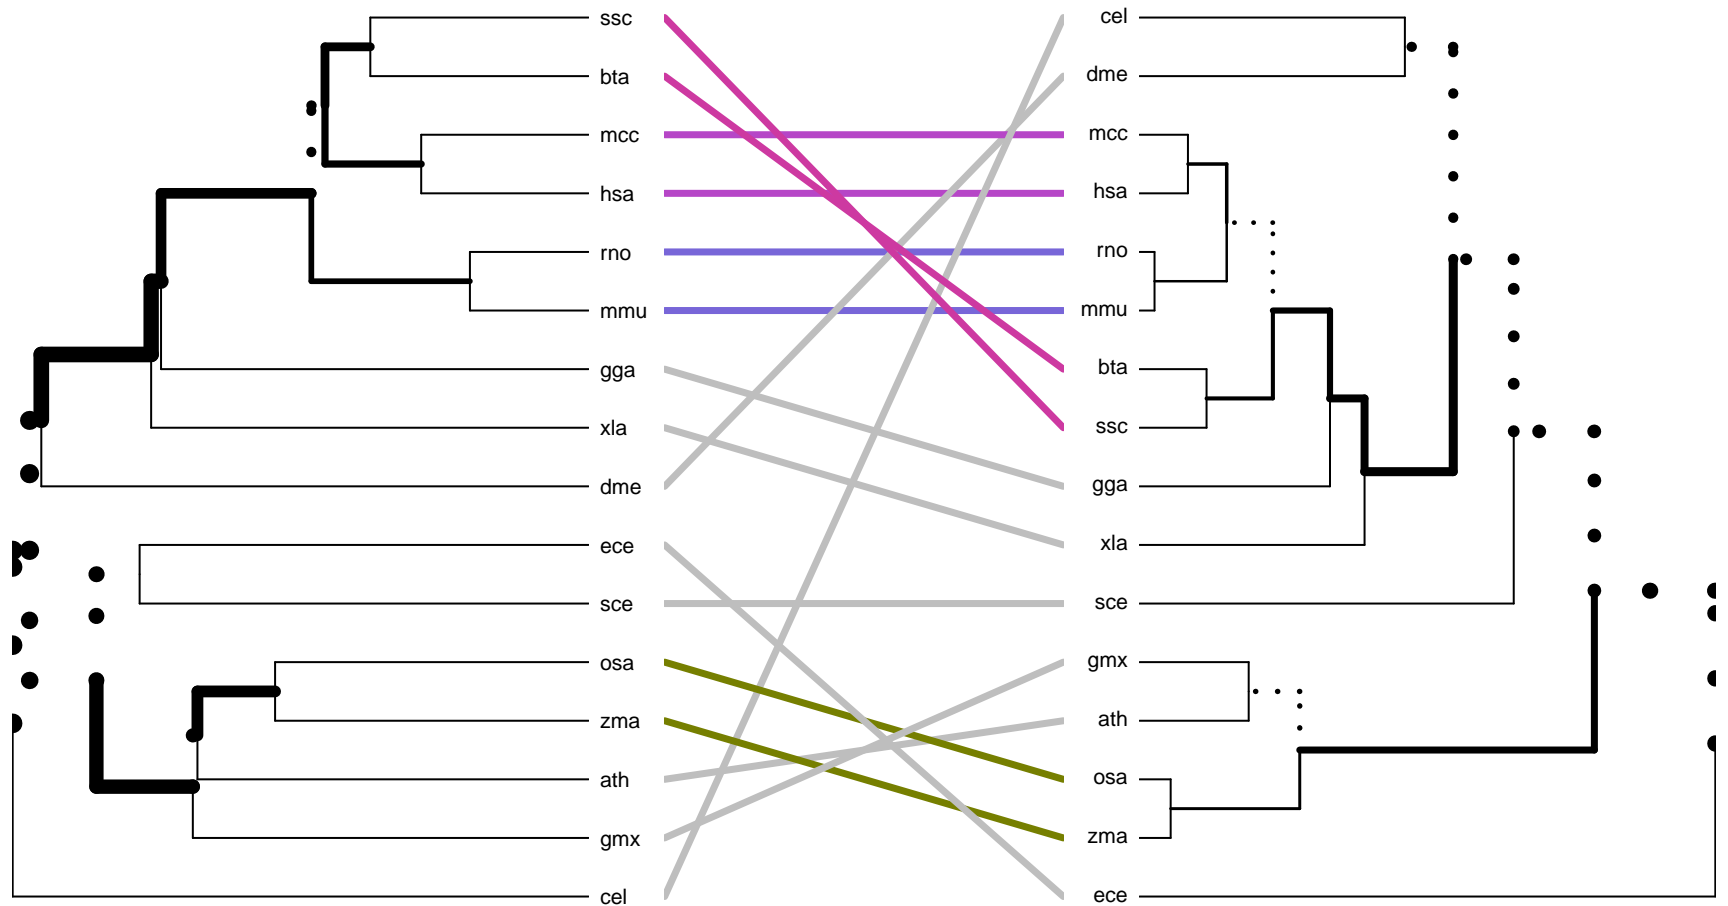 ssc cel
bta dme
mcc mcc
hsa hsa
rno rno
mmu mmu
gga bta
xla ssc
dme gga
ece xla
sce sce
osa gmx
zma ath
ath osa
gmx zma
cel ece